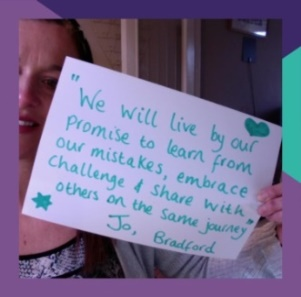 "We will live by our
promise to learn from
our mistakes, embrace
challenge & share with
others on the same journey"
Jo, Bradford